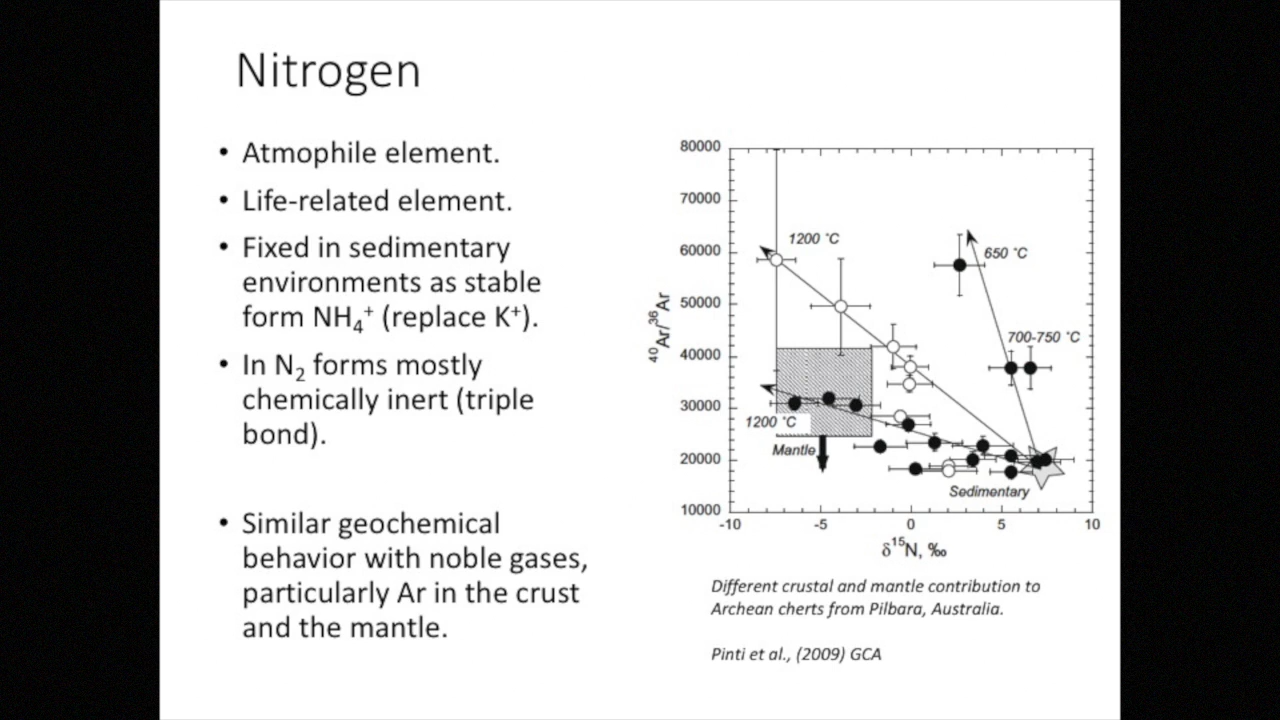 Nitrogen
• Atmophile element.
• Life-related element.
• Fixed in sedimentary
environments as stable
form NH₄⁺ (replace K⁺).
• In N₂ forms mostly
chemically inert (triple
bond).
• Similar geochemical
behavior with noble gases,
particularly Ar in the crust
and the mantle.
80000
70000
60000
50000
40000
30000
20000
10000
⁴⁰Ar/³⁶Ar
1200 °C
650 °C
700-750 °C
1200 °C
Mantle
Sedimentary
-10 -5 0 5 10
δ¹⁵N, ‰
Different crustal and mantle contribution to
Archean cherts from Pilbara, Australia.
Pinti et al., (2009) GCA